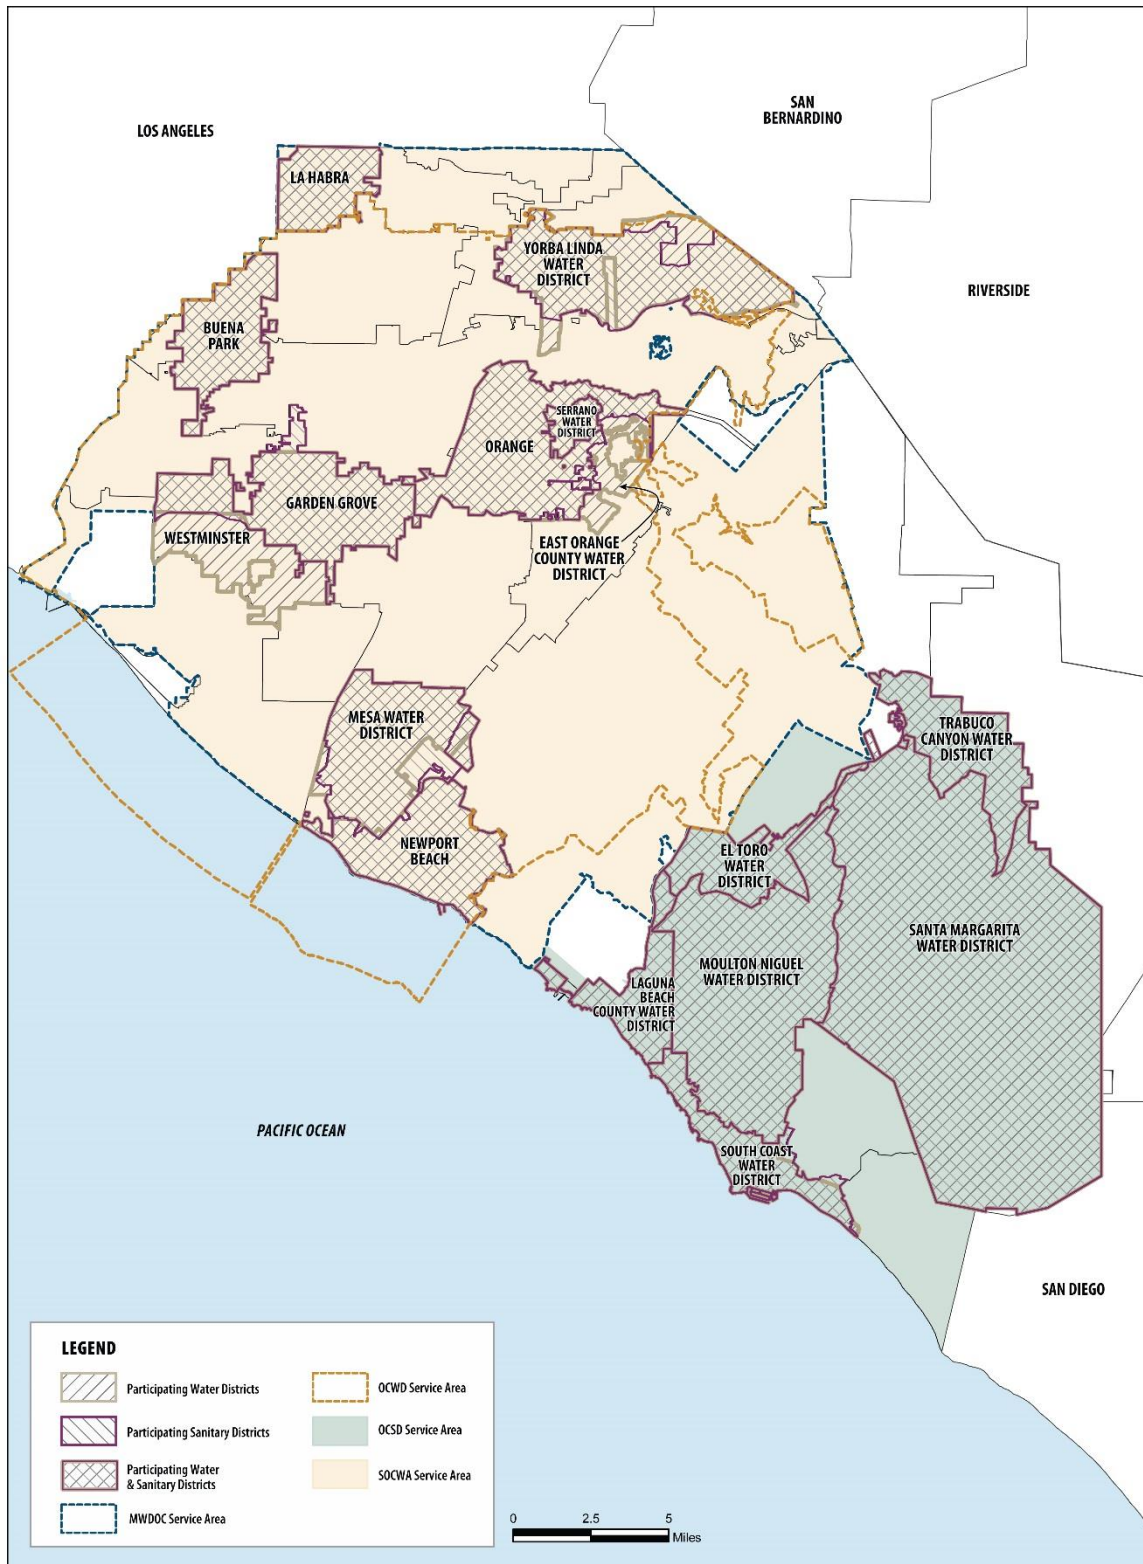 LOS ANGELES
SAN
BERNARDINO
RIVERSIDE
LA HABRA
YORBA LINDA
WATER
DISTRICT
BUENA
PARK
SERRANO
WATER
DISTRICT
ORANGE
GARDEN GROVE
WESTMINSTER
EAST ORANGE
COUNTY WATER
DISTRICT
MESA WATER
DISTRICT
TRABUCO
CANYON WATER
DISTRICT
NEWPORT
BEACH
EL TORO
WATER
DISTRICT
SANTA MARGARITA
WATER DISTRICT
MOULTON NIGUEL
WATER DISTRICT
LAGUNA
BEACH
COUNTY WATER
DISTRICT
PACIFIC OCEAN
SOUTH COAST
WATER
DISTRICT
SAN DIEGO
LEGEND
Participating Water Districts
Participating Sanitary Districts
Participating Water
& Sanitary Districts
MWDOC Service Area
OCWD Service Area
OCSD Service Area
SOCWA Service Area
0 2.5 5
Miles